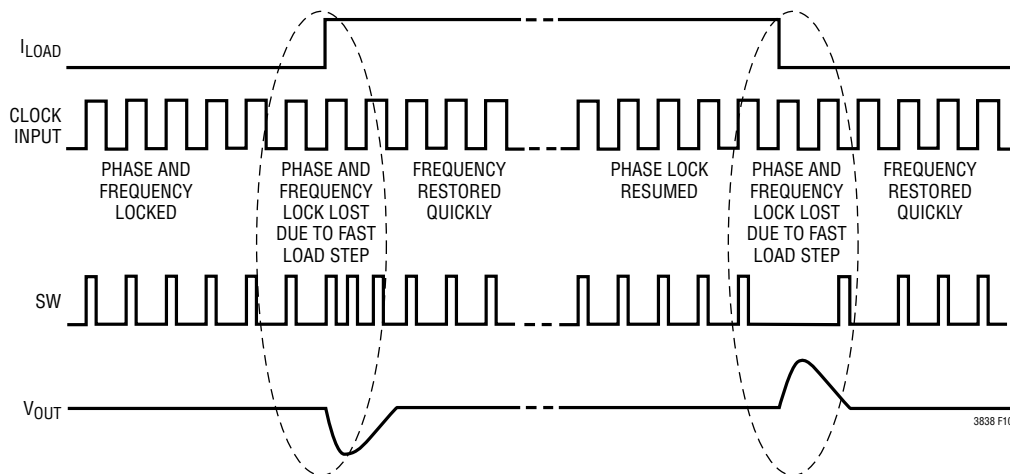 ILOAD
CLOCK
INPUT
PHASE AND
FREQUENCY
LOCKED
PHASE AND
FREQUENCY
LOCK LOST
DUE TO FAST
LOAD STEP
FREQUENCY
RESTORED
QUICKLY
PHASE LOCK
RESUMED
PHASE AND
FREQUENCY
LOCK LOST
DUE TO FAST
LOAD STEP
FREQUENCY
RESTORED
QUICKLY
SW
VOUT
3838 F10